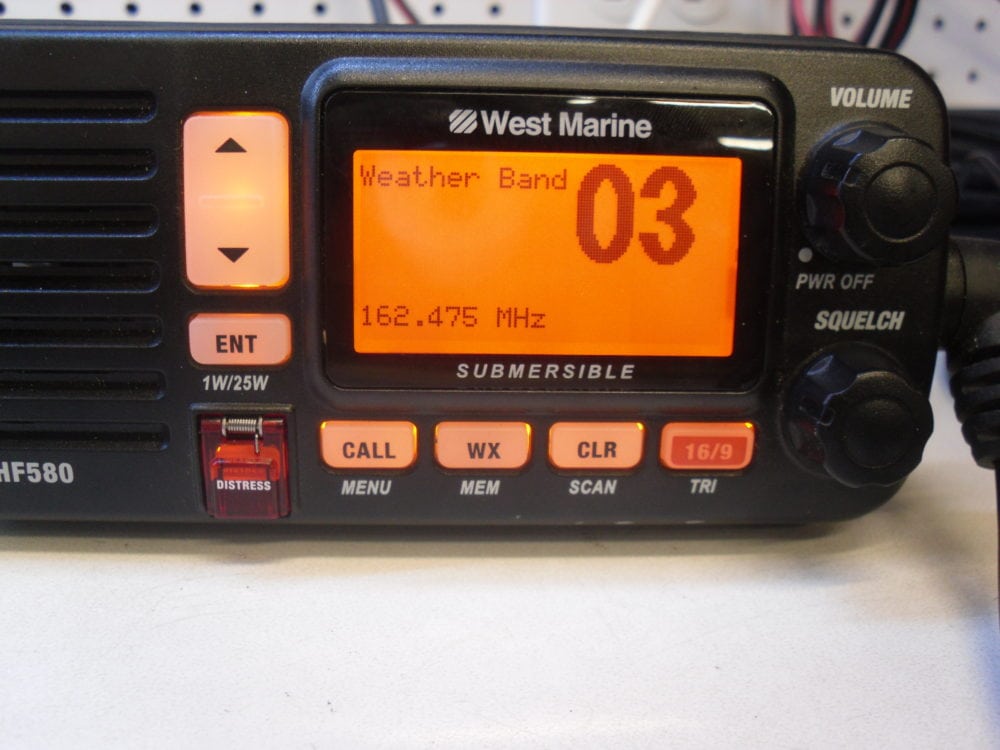 VOLUME
West Marine
Weather Band 03
162.475 MHz
PWR OFF
SQUELCH
SUBMERSIBLE
ENT
1W/25W
CALL WX CLR 16/9
MENU MEM SCAN TRI
HF580
DISTRESS